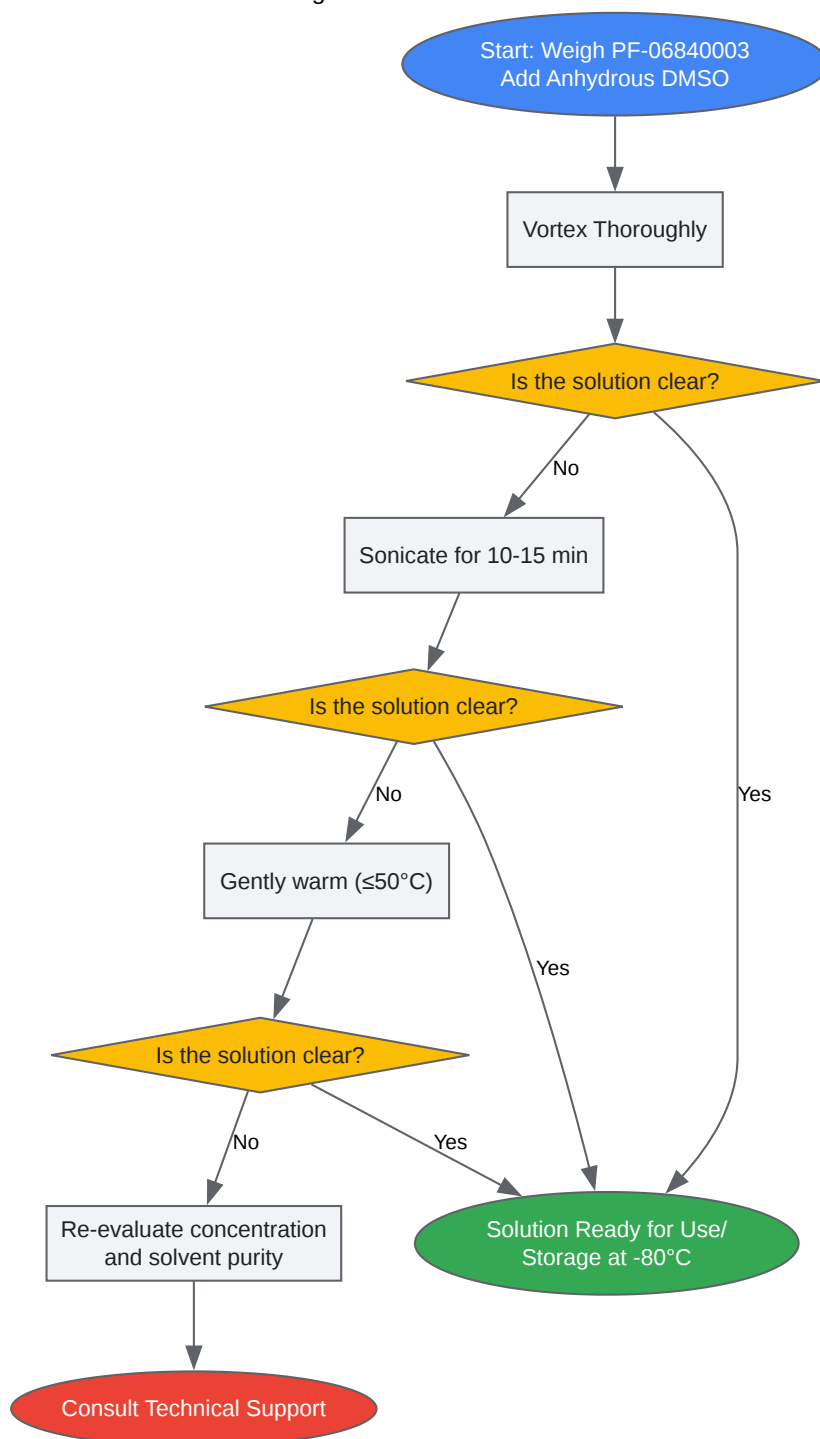 Start: Weigh PF-06840003
Add Anhydrous DMSO
Vortex Thoroughly
Is the solution clear?
No
Sonicate for 10-15 min
Is the solution clear?
No
Yes
Gently warm (≤50°C)
Yes
Is the solution clear?
No
Yes
Re-evaluate concentration
and solvent purity
Solution Ready for Use/
Storage at -80°C
Consult Technical Support